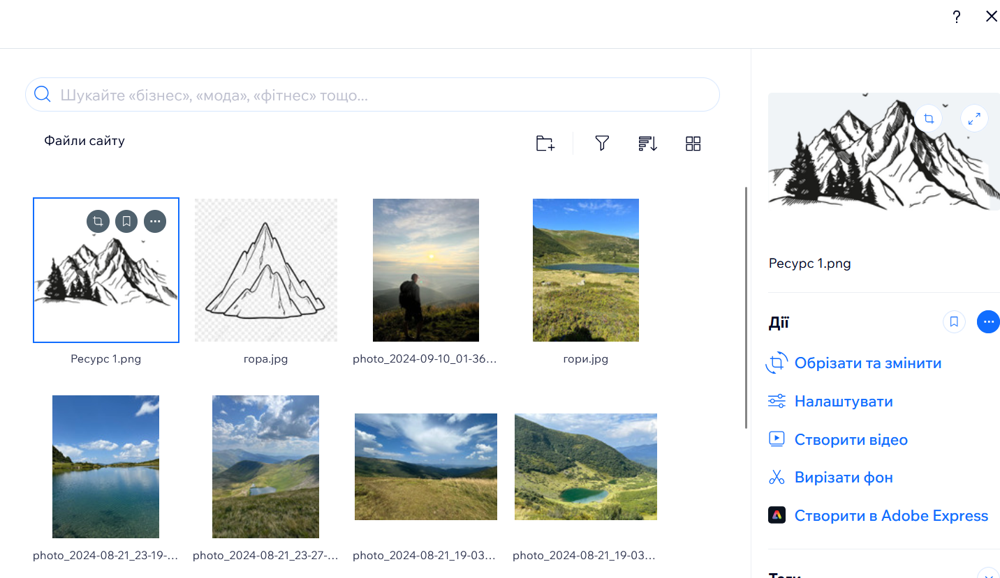 ?
Шукайте «бізнес», «мода», «фітнес» тощо...
Файли сайту
Ресурс 1.png
гора.jpg
photo_2024-09-10_01-36...
гори.jpg
photo_2024-08-21_23-19-...
photo_2024-08-21_23-27-...
photo_2024-08-21_19-03...
photo_2024-08-21_19-03...
Ресурс 1.png
Дії
Обрізати та змінити
Налаштувати
Створити відео
Вирізати фон
Створити в Adobe Express
Теги